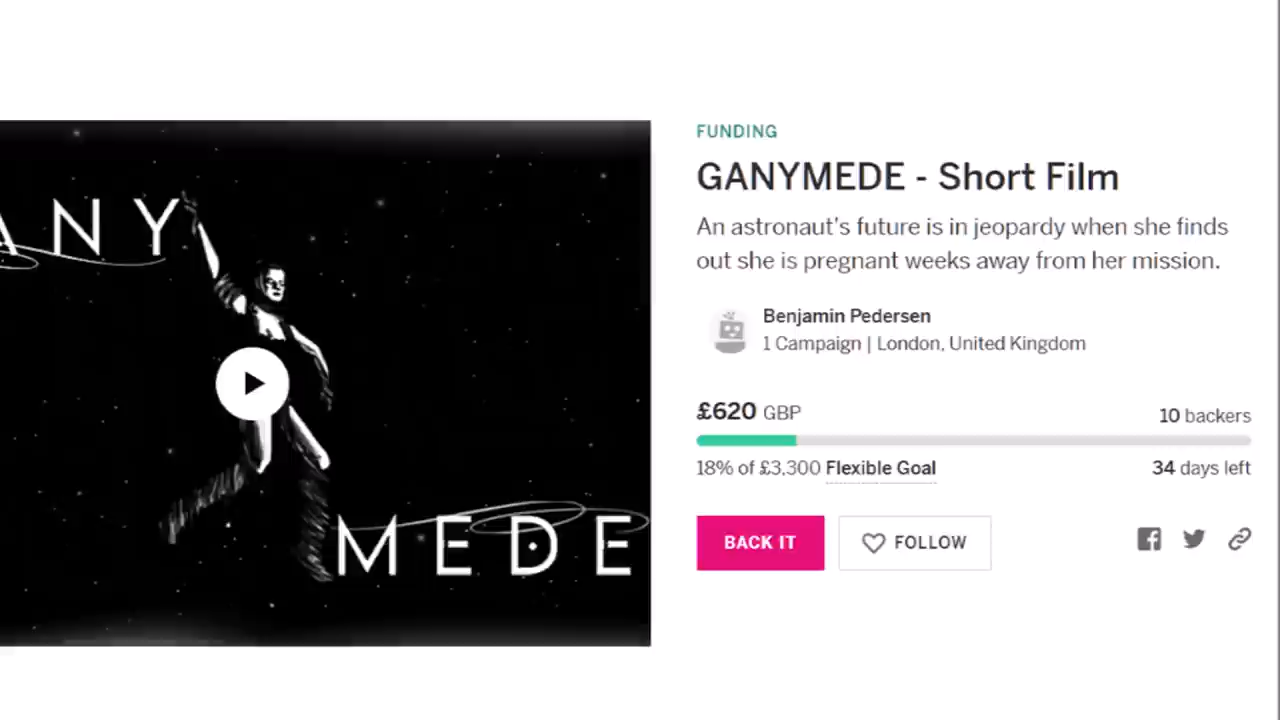 ANY
MEDE
FUNDING
GANYMEDE - Short Film
An astronaut's future is in jeopardy when she finds
out she is pregnant weeks away from her mission.
Benjamin Pedersen
1 Campaign | London, United Kingdom
£620 GBP
10 backers
18% of £3,300 Flexible Goal
34 days left
BACK IT
FOLLOW